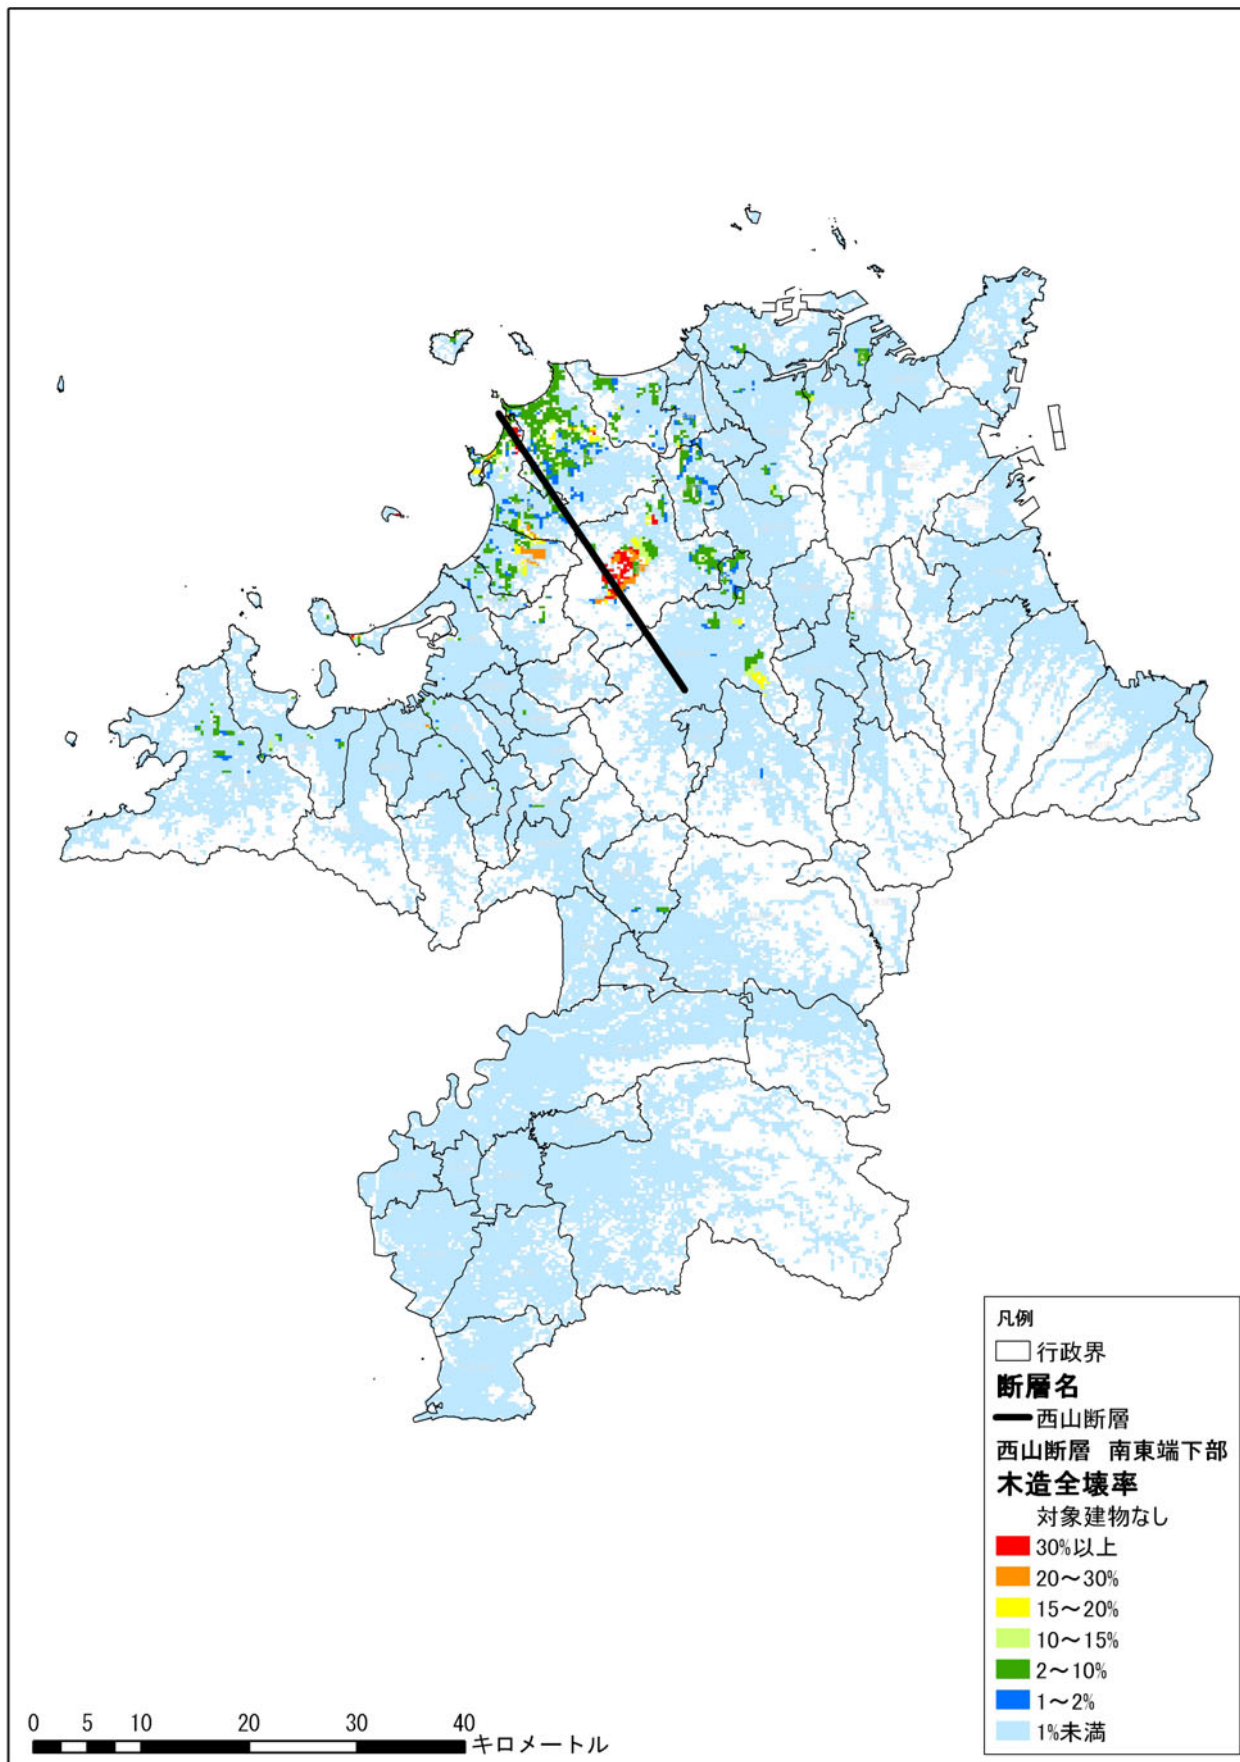 凡例
行政界
断層名
西山断層
西山断層 南東端下部
木造全壊率
対象建物なし
30%以上
20～30%
15～20%
10～15%
2～10%
1～2%
1%未満
0 5 10 20 30 40
キロメートル